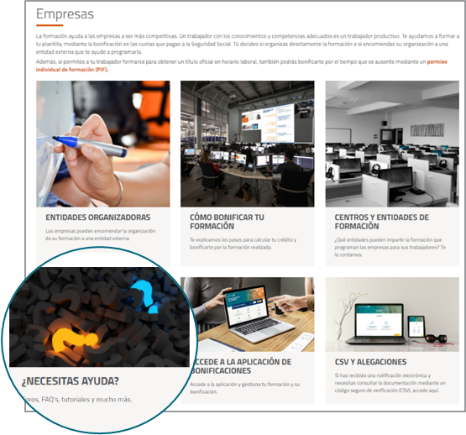 Empresas
La formación ayuda a las empresas a ser más competitivas. Un trabajador con los conocimientos y competencias adecuados es un trabajador productivo. Te ayudamos a formar a
tu plantilla, mediante la bonificación en las cuotas que pagas a la Seguridad Social. Tú decides si organizas directamente la formación o si encomiendas su organización a una
entidad externa que te ayude a programarla.
Además, si permites a tu trabajador formarse para obtener un título oficial en horario laboral, también podrás bonificarte por el tiempo que se ausente mediante un permiso
individual de formación (PIF).
ENTIDADES ORGANIZADORAS
Las empresas pueden encomendar la organización
de su formación a una entidad externa.
CÓMO BONIFICAR TU
FORMACIÓN
Te explicamos los pasos para calcular tu crédito y
bonificarte por la formación realizada.
CENTROS Y ENTIDADES DE
FORMACIÓN
¿Qué entidades pueden impartir la formación que
programan las empresas para sus trabajadores? Te
lo contamos.
¿NECESITAS AYUDA?
oros, FAQ's, tutoriales y mucho más.
CCEDE A LA APLICACIÓN DE
BONIFICACIONES
Accede a la aplicación y gestiona tu formación y su
bonificación.
CSV Y ALEGACIONES
Si has recibido una notificación electrónica y
necesitas consultar la documentación mediante un
código seguro de verificación (CSV), accede aquí.